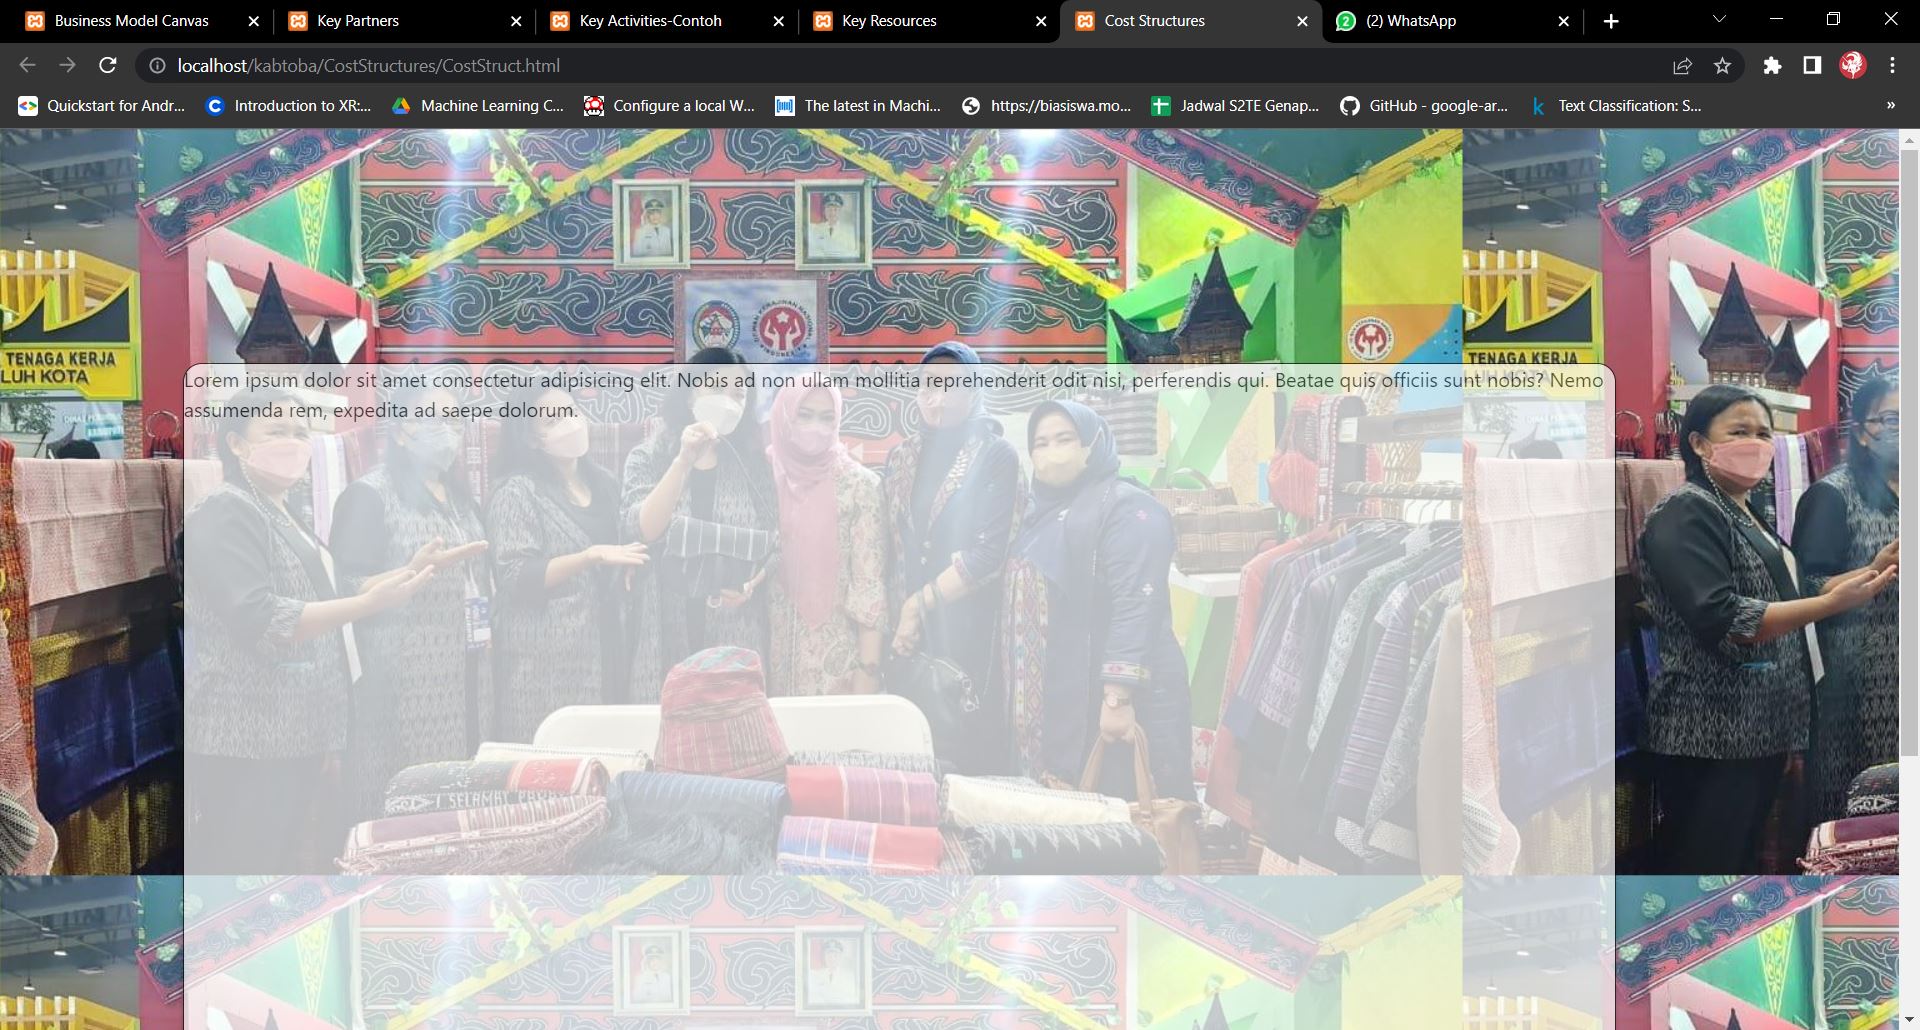 Business Model Canvas
Key Partners
Key Activities-Contoh
Key Resources
Cost Structures
(2) WhatsApp
localhost/kabtoba/CostStructures/CostStruct.html
Quickstart for Andr...
Introduction to XR:...
Machine Learning C...
Configure a local W...
The latest in Machi...
https://biasiswa.mo...
Jadwal S2TE Genap...
GitHub - google-ar...
Text Classification: S...
»
TENAGA KERJA
LUH KOTA
TENAGA KERJA
Lorem ipsum dolor sit amet consectetur adipisicing elit. Nobis ad non ullam mollitia reprehenderit odit nisi, perferendis qui. Beatae quis officiis sunt nobis? Nemo
assumenda rem, expedita ad saepe dolorum.